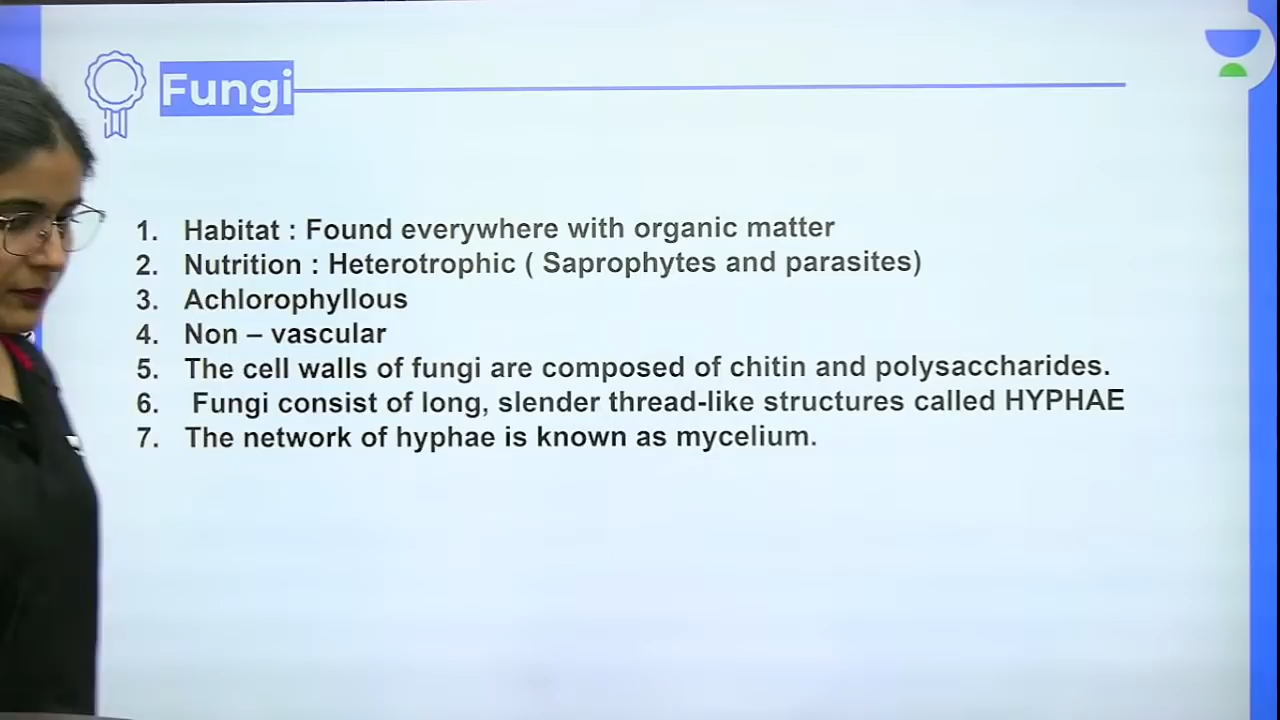 Fungi
1. Habitat : Found everywhere with organic matter
2. Nutrition : Heterotrophic ( Saprophytes and parasites)
3. Achlorophyllous
4. Non – vascular
5. The cell walls of fungi are composed of chitin and polysaccharides.
6. Fungi consist of long, slender thread-like structures called HYPHAE
7. The network of hyphae is known as mycelium.